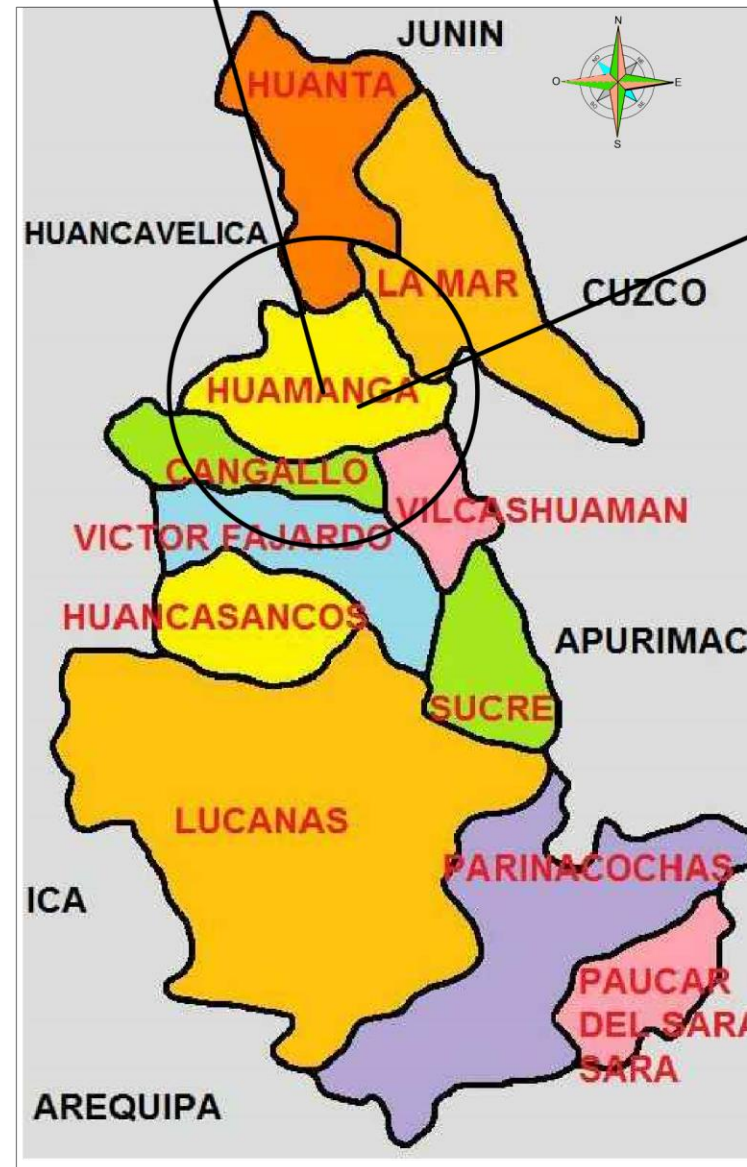 JUNIN
N
HUANTA
O
E
S
HUANCAVELICA
LA MAR
CUZCO
HUAMANGA
CANGALLO
VILCASHUAMAN
VICTOR FAJARDO
HUANCASANCOS
APURIMAC
SUCRE
LUCANAS
PARINACOCHAS
ICA
PAUCAR
DEL SARA
SARA
AREQUIPA